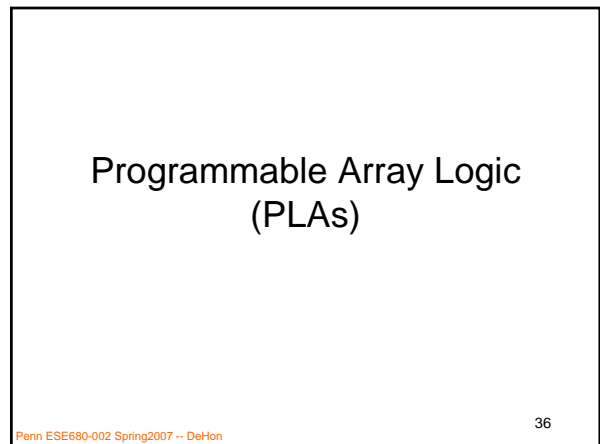 Programmable Array Logic
(PLAs)
Penn ESE680-002 Spring2007 -- DeHon
36